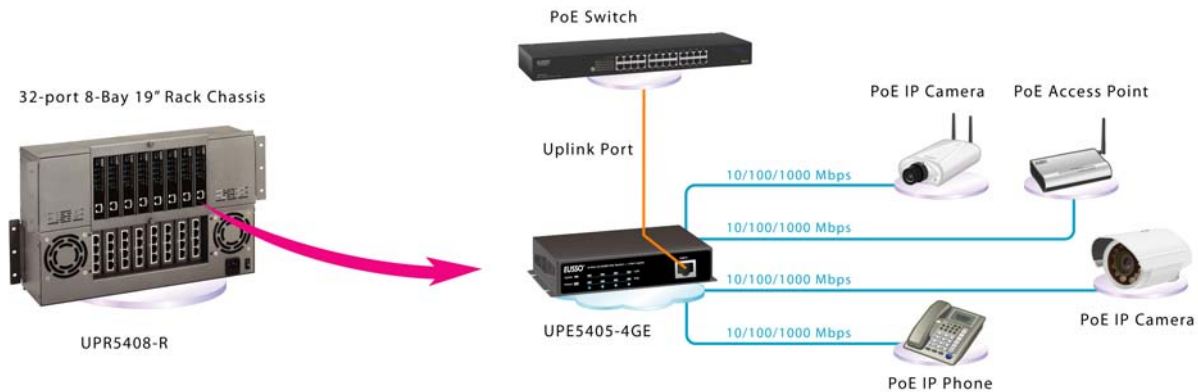 PoE Switch
32-port 8-Bay 19" Rack Chassis
PoE IP Camera
PoE Access Point
Uplink Port
10/100/1000 Mbps
10/100/1000 Mbps
EUSSO
10/100/1000 Mbps
UPE5405-4GE
10/100/1000 Mbps
PoE IP Camera
UPR5408-R
PoE IP Phone